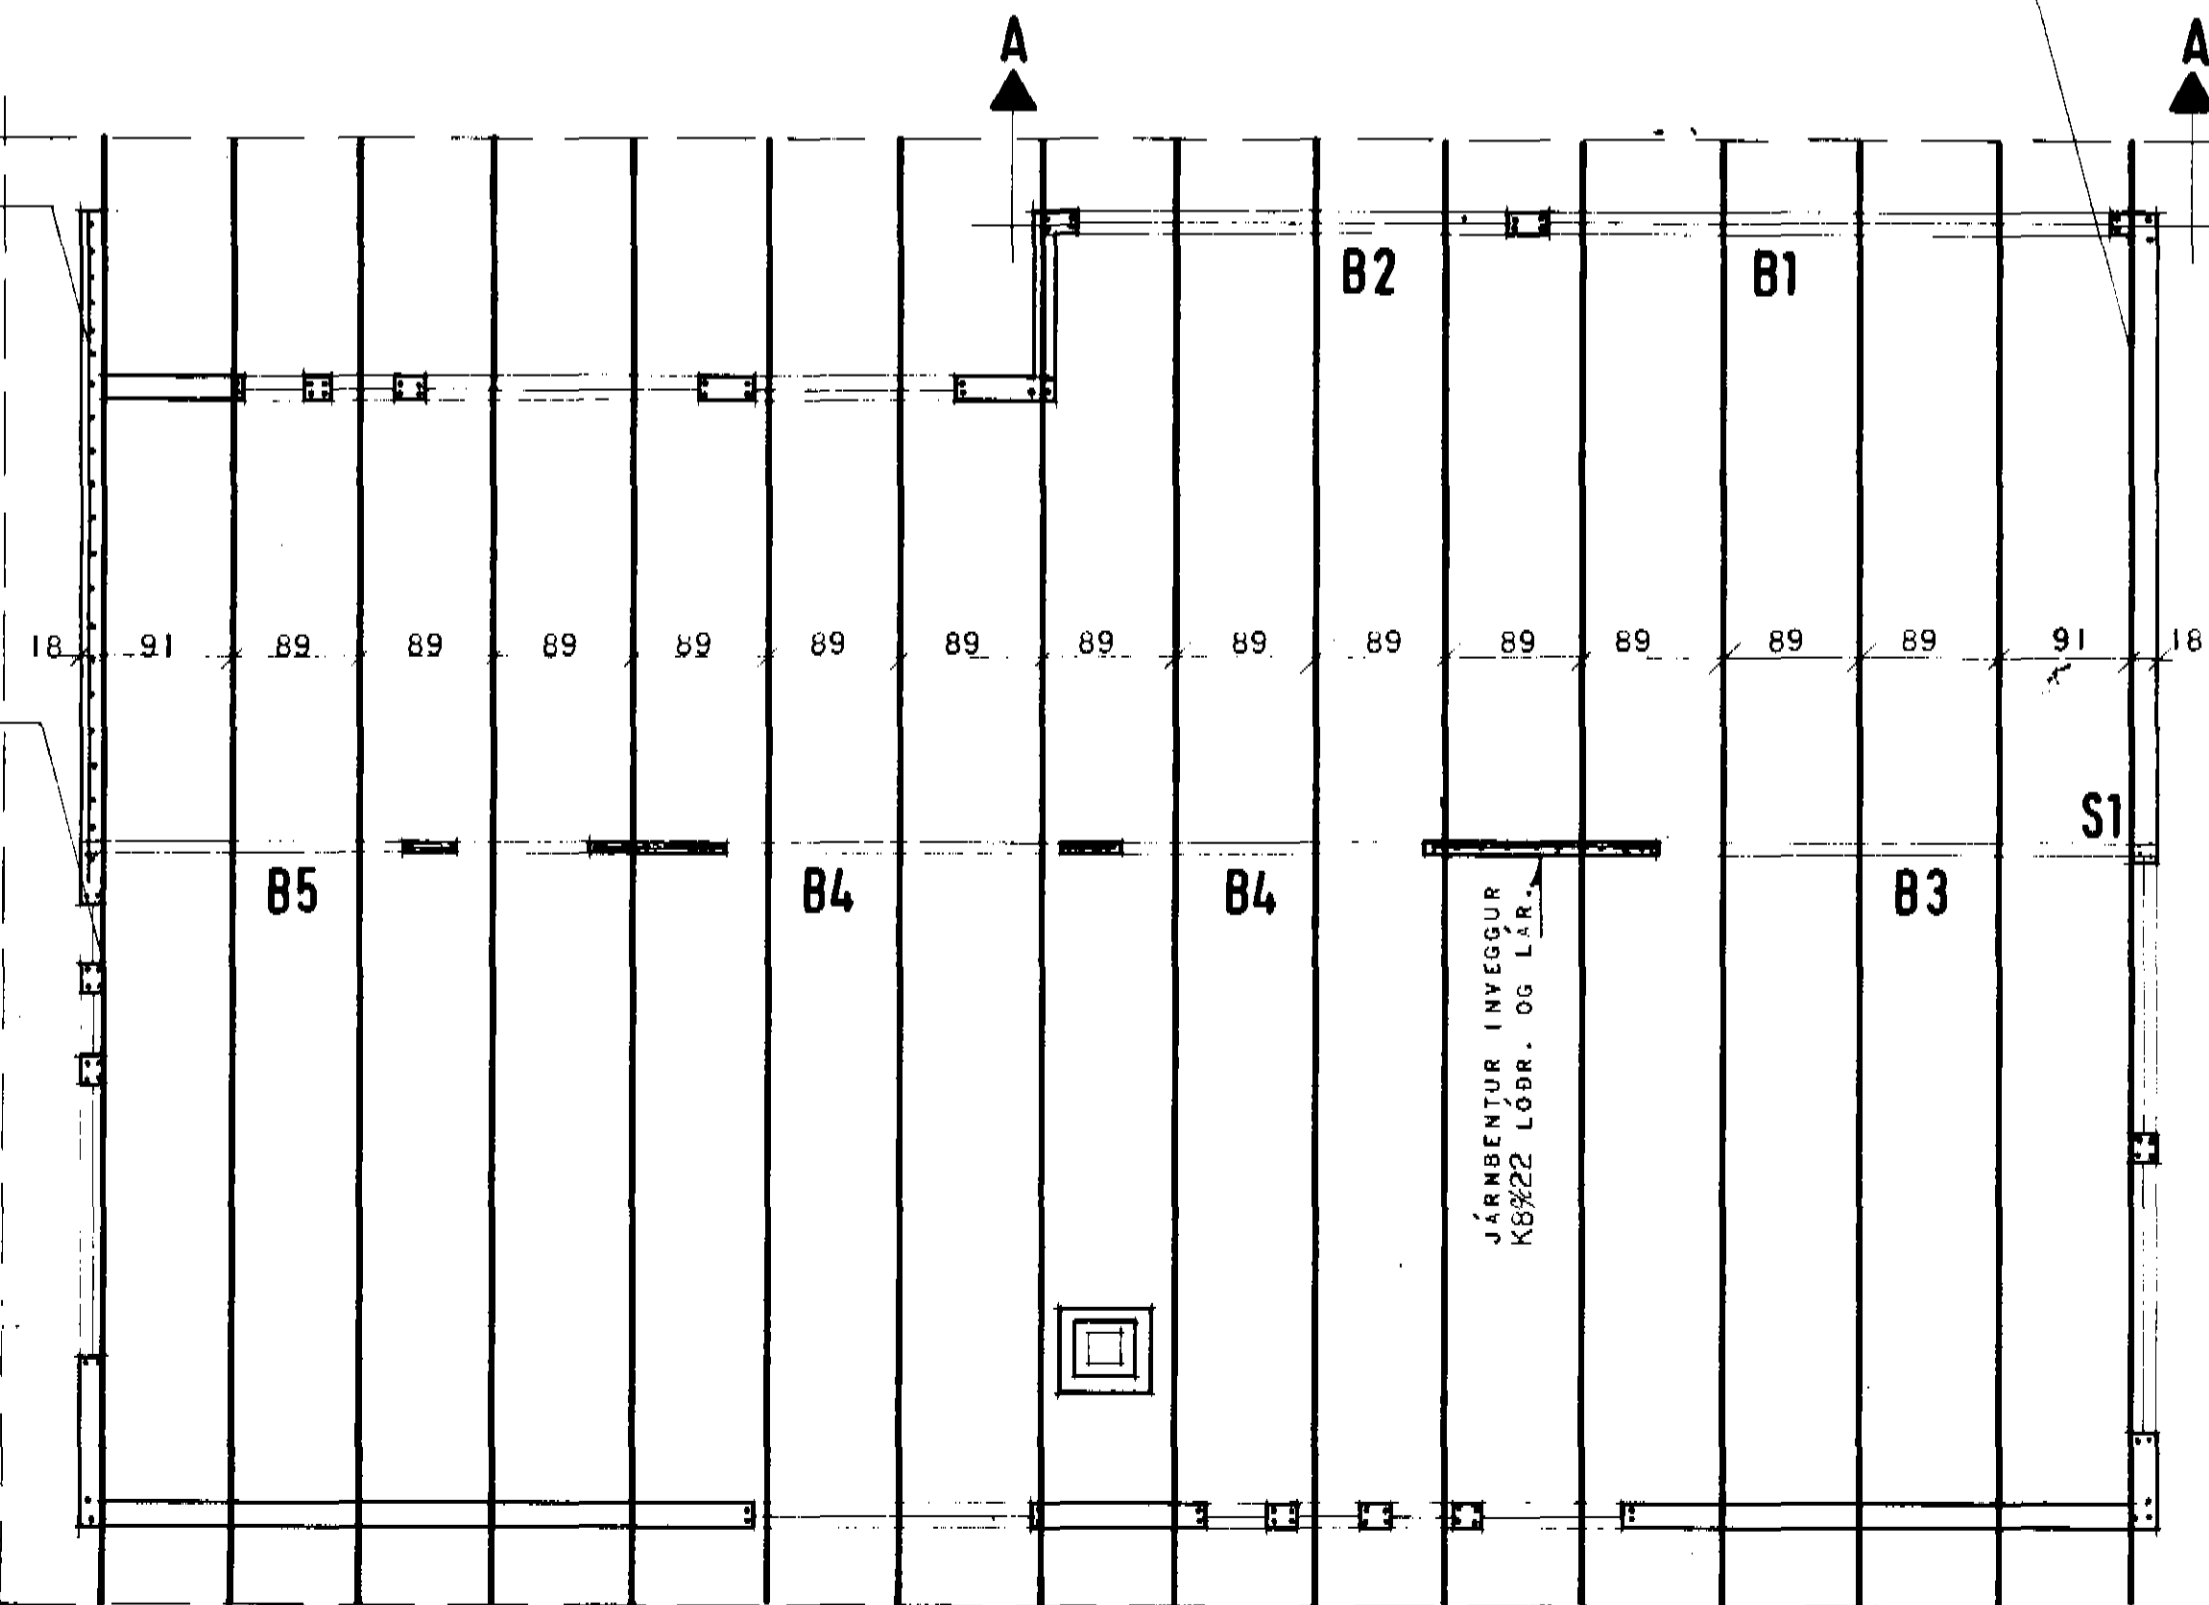 A A
B2 B1
18 91 89 89 89 89 89 89 89 89 89 89 89 89 89 91 18
S1
B5 B4 B4 B3
JÁRNBENTUR INVEGGUR
K8%22 LÓÐR. OG LÁR.